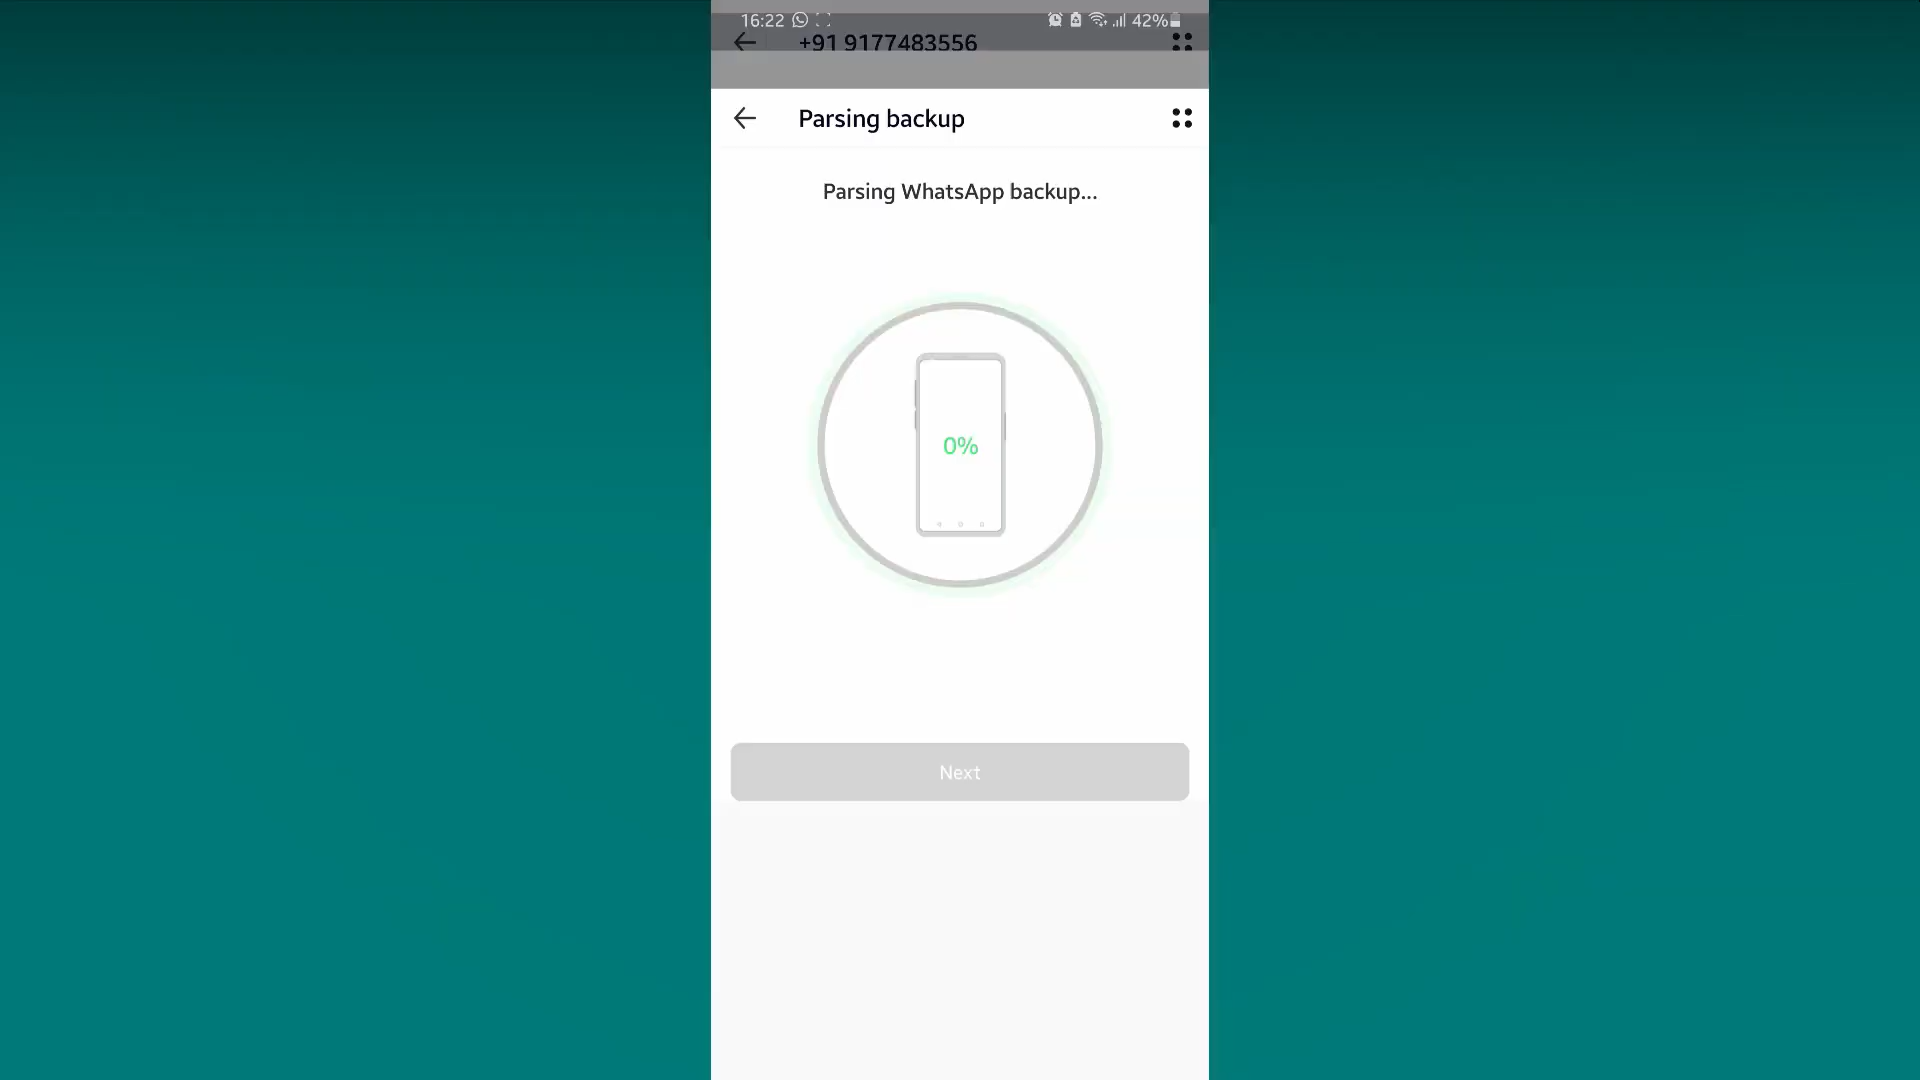 16:22 42%
+91 9177483556
Parsing backup
Parsing WhatsApp backup...
0%
Next